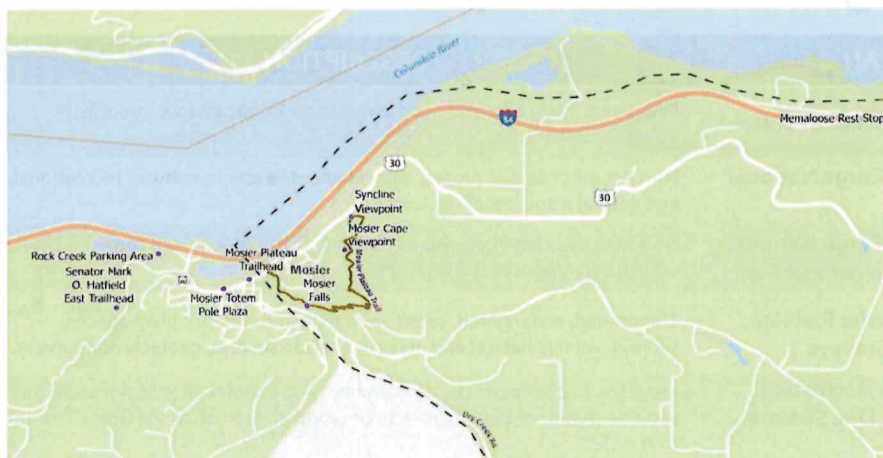 Columbia River
84
Memaloose Rest Stop
30
30
Syncline
Viewpoint
Mosier Cape
Viewpoint
Mosier Plateau Trail
Rock Creek Parking Area
Senator Mark
O. Hatfield
East Trailhead
Mosier Plateau
Trailhead
Mosier
Mosier
Falls
Mosier Totem
Pole Plaza
Dry Creek Rd